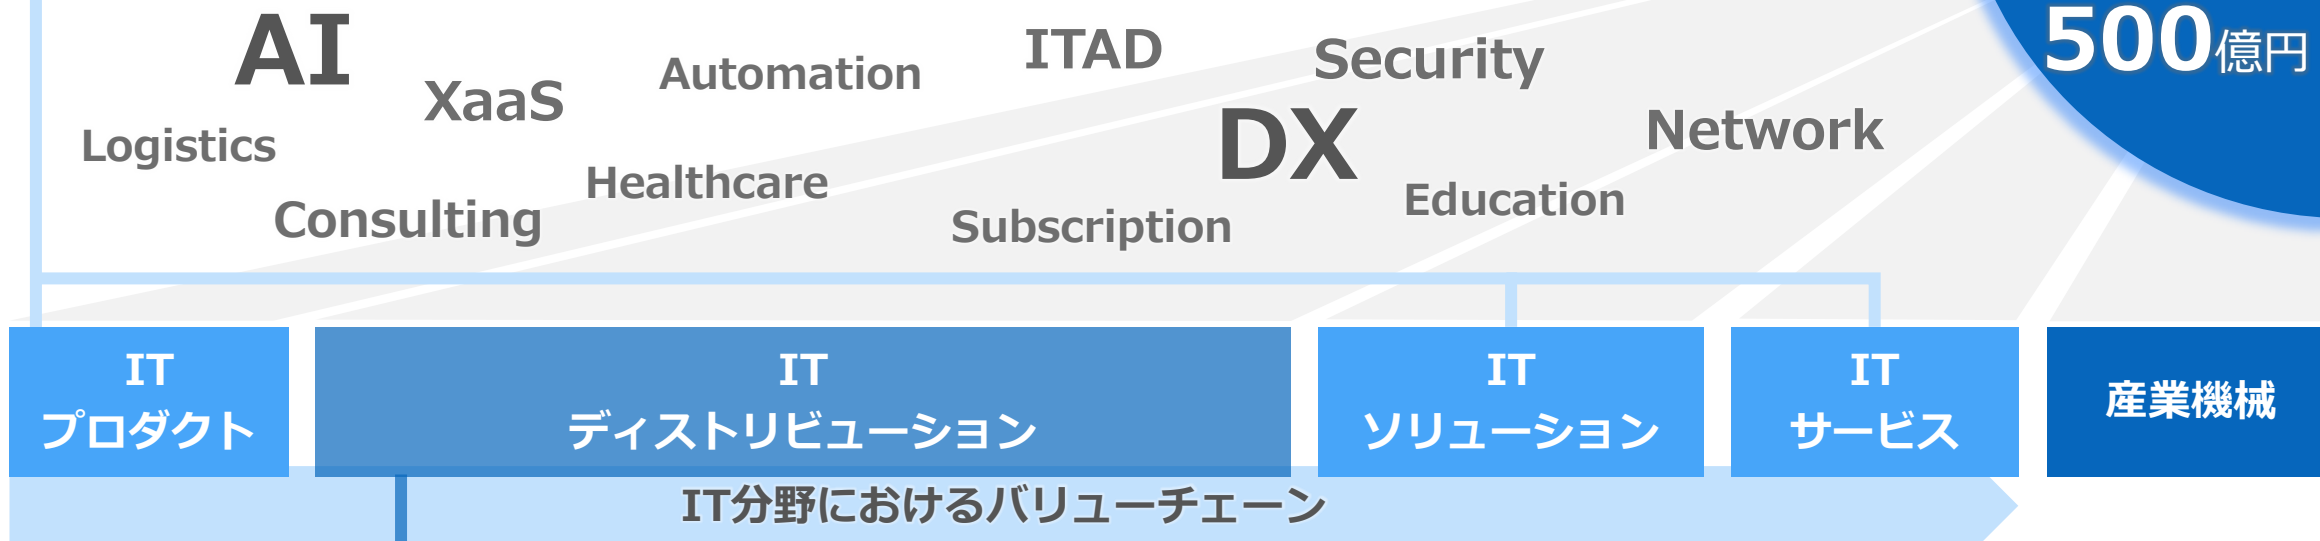 AI
XaaS
Automation
ITAD
Security
500億円
Logistics
Healthcare
DX
Network
Consulting
Subscription
Education
IT
プロダクト
IT
ディストリビューション
IT
ソリューション
IT
サービス
産業機械
IT分野におけるバリューチェーン